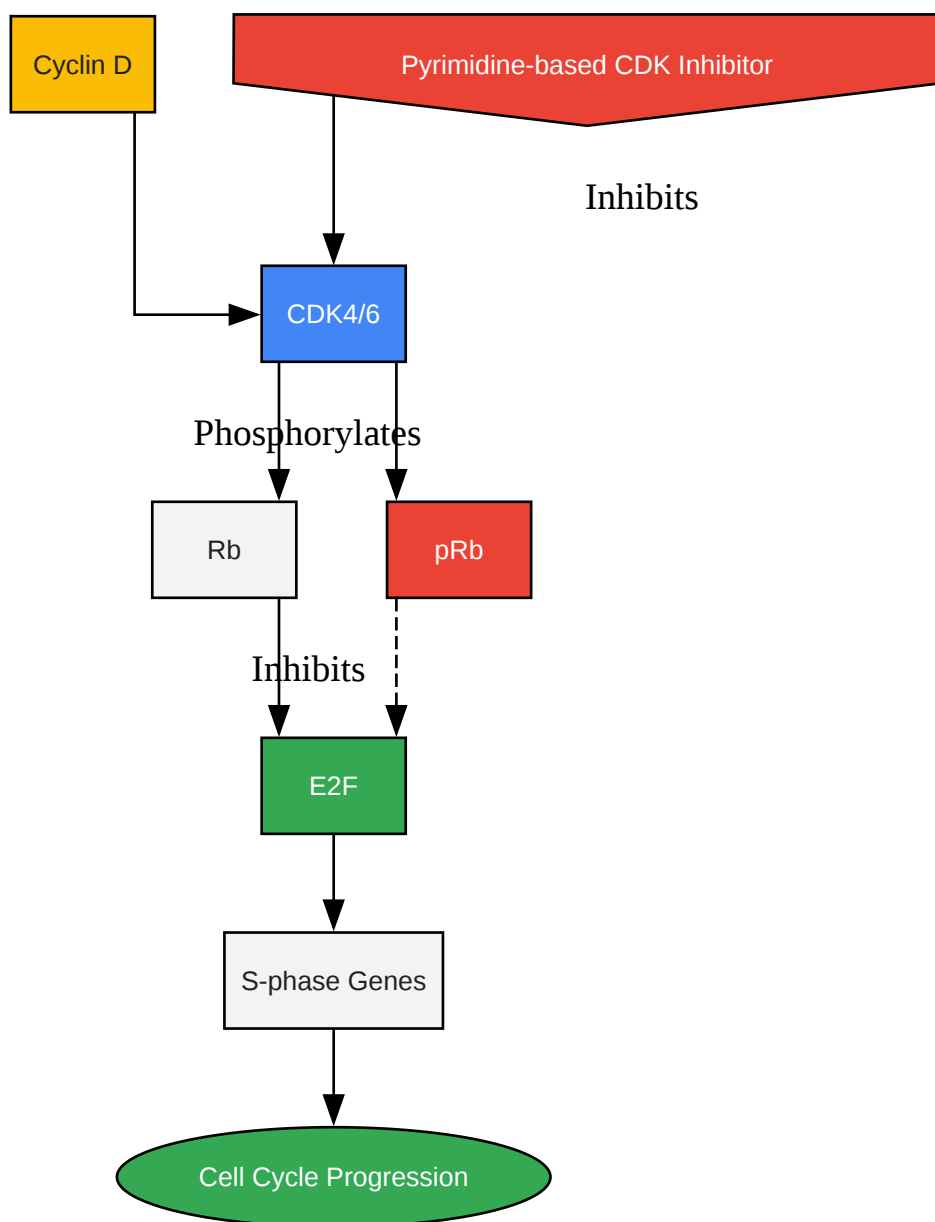 Cyclin D
Pyrimidine-based CDK Inhibitor
Inhibits
CDK4/6
Phosphorylates
Rb
pRb
Inhibits
E2F
S-phase Genes
Cell Cycle Progression